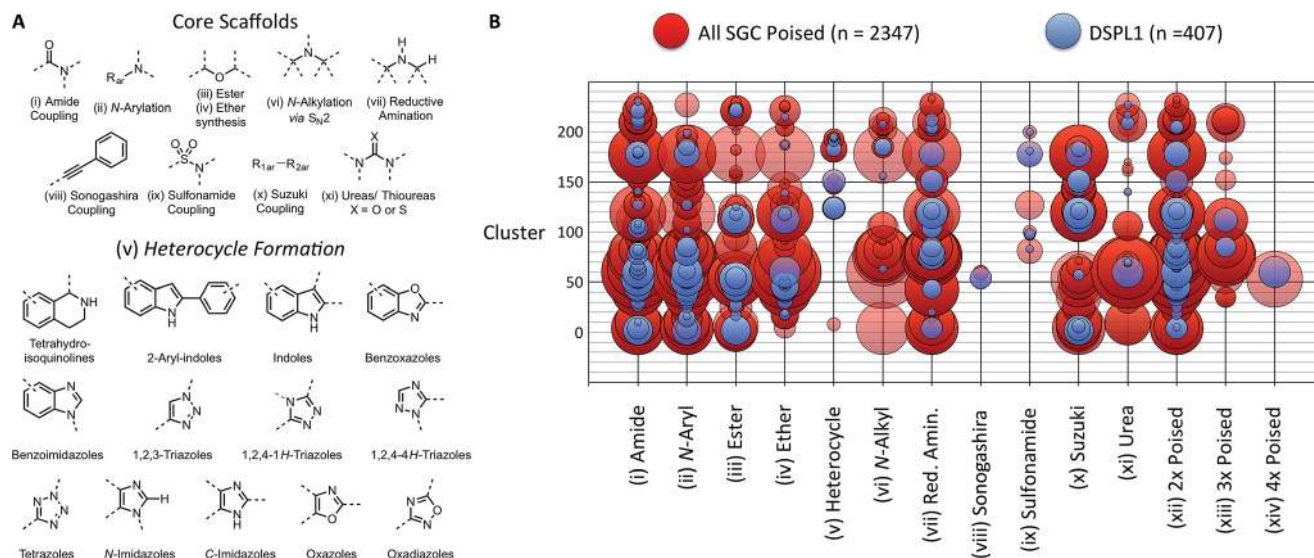 A
Core Scaffolds
O
N
(i) Amide
Coupling
Rar
N
(ii) N-Arylation
O
(iii) Ester
(iv) Ether
synthesis
N
(vi) N-Alkylation
via SN2
H
N
H
(vii) Reductive
Amination
(viii) Sonogashira
Coupling
O O
S
N
(ix) Sulfonamide
Coupling
R1ar—R2ar
(x) Suzuki
Coupling
X
N N
(xi) Ureas/ Thioureas
X = O or S
(v) Heterocycle Formation
NH
Tetrahydro-
isoquinolines
N
H
2-Aryl-indoles
N
H
Indoles
O
N
Benzoxazoles
N
N
Benzoimidazoles
N
N
N
1,2,3-Triazoles
N
N
N
1,2,4-1H-Triazoles
N
N
N
1,2,4-4H-Triazoles
N
N
N
N
Tetrazoles
N
H
N
N-Imidazoles
N
N
H
C-Imidazoles
N
O
Oxazoles
N
O
N
Oxadiazoles
B
All SGC Poised (n = 2347)
DSPL1 (n =407)
Cluster
200
150
100
50
0
(i) Amide
(ii) N-Aryl
(iii) Ester
(iv) Ether
(v) Heterocycle
(vi) N-Alkyl
(vii) Red. Amin.
(viii) Sonogashira
(ix) Sulfonamide
(x) Suzuki
(xi) Urea
(xii) 2x Poised
(xiii) 3x Poised
(xiv) 4x Poised